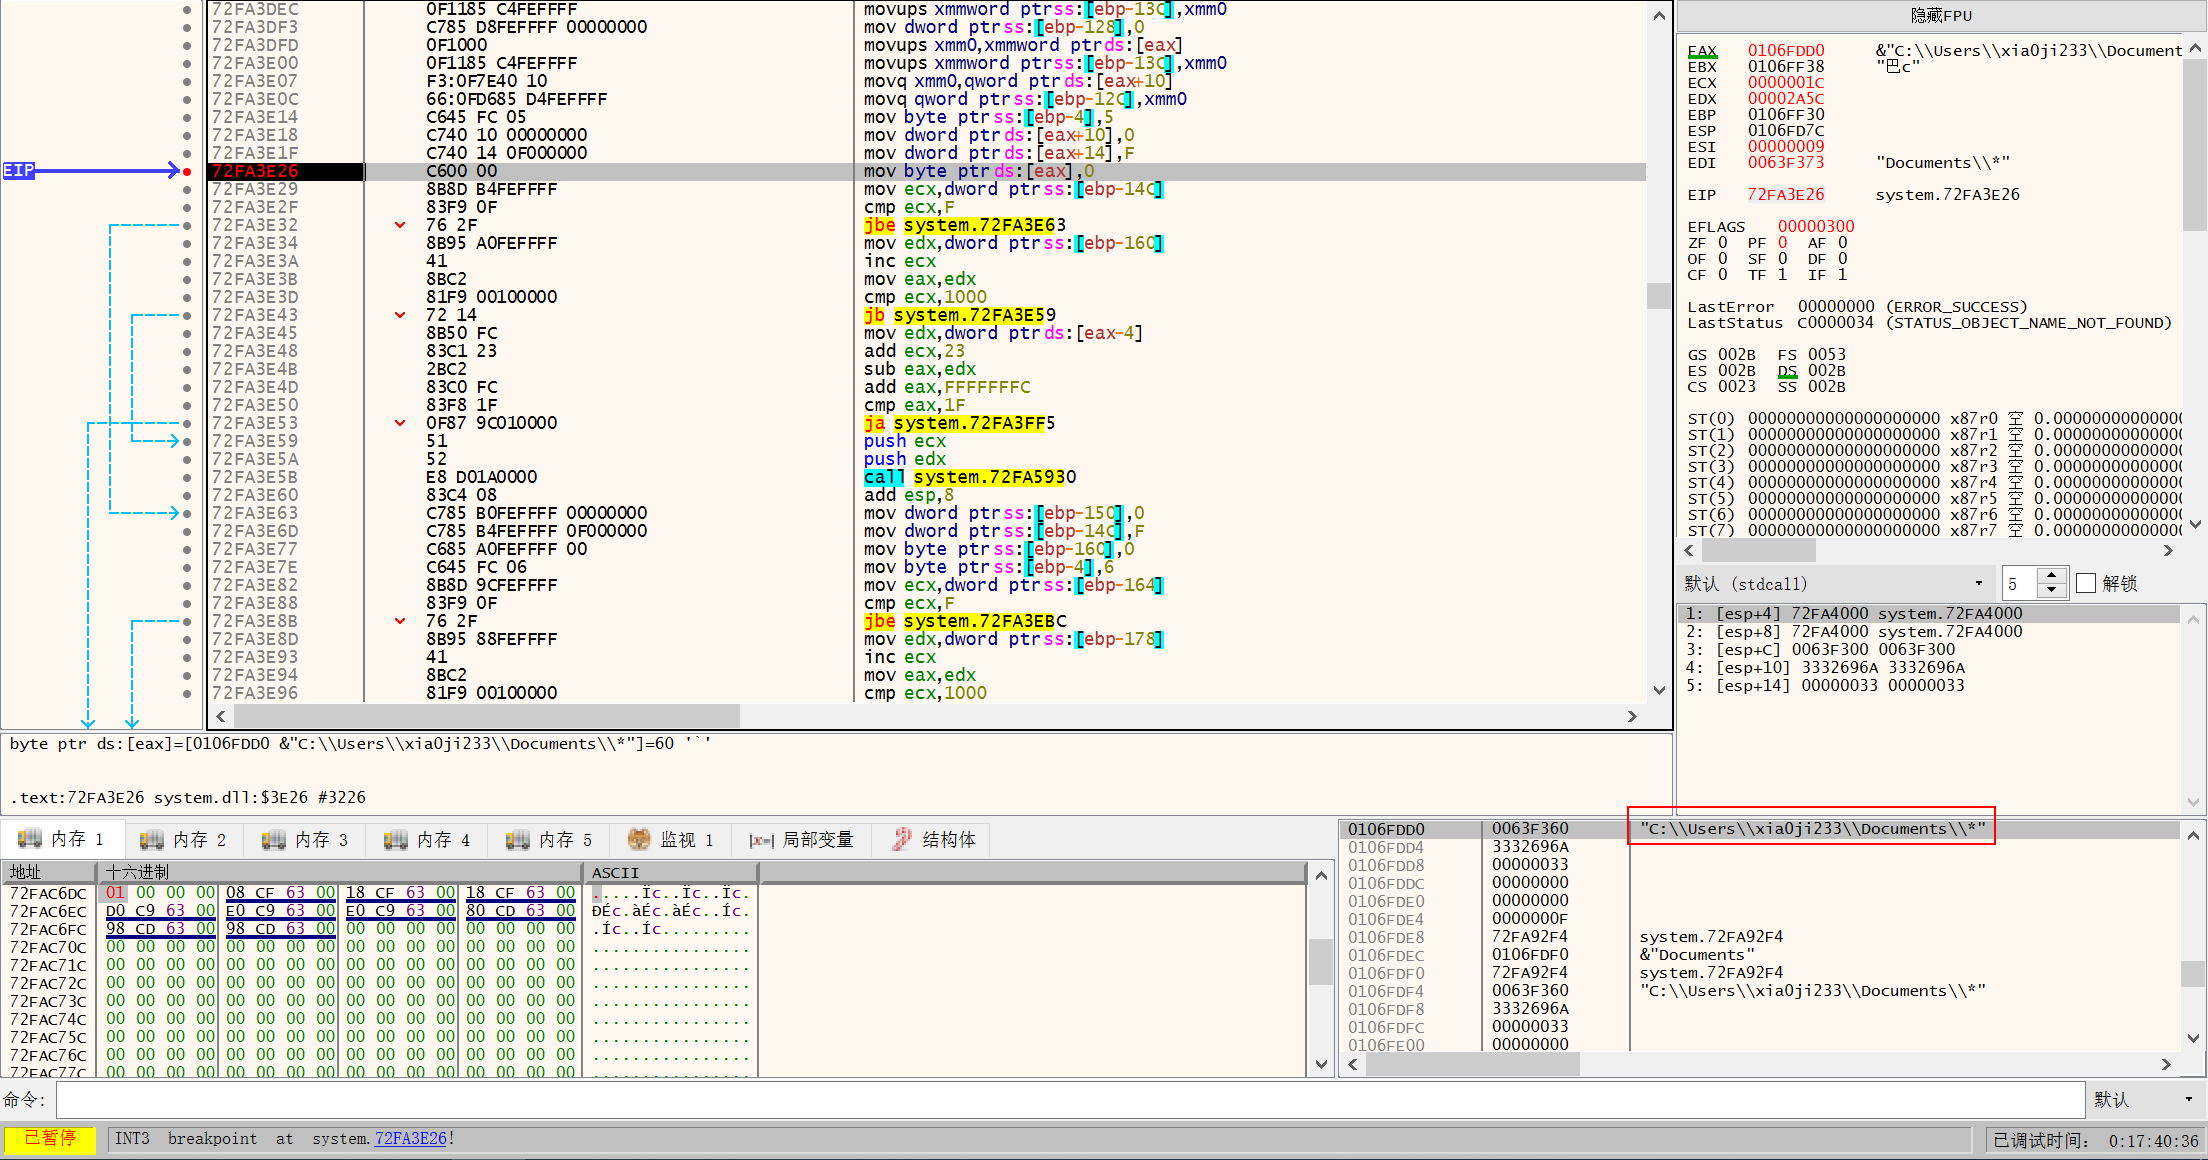 72FA3DEC 0F1185 C4FEFFFF movups xmmword ptr ss:[ebp-13C],xmm0
72FA3DF3 C785 D8FEFFFF 00000000 mov dword ptr ss:[ebp-128],0
72FA3DFD 0F1000 movups xmm0,xmmword ptr ds:[eax]
72FA3E00 0F1185 C4FEFFFF movups xmmword ptr ss:[ebp-13C],xmm0
72FA3E07 F3:0F7E40 10 movq xmm0,qword ptr ds:[eax+10]
72FA3E0C 66:0FD685 D4FEFFFF movq qword ptr ss:[ebp-12C],xmm0
72FA3E14 C645 FC 05 mov byte ptr ss:[ebp-4],5
72FA3E18 C740 10 00000000 mov dword ptr ds:[eax+10],0
72FA3E1F C740 14 0F000000 mov dword ptr ds:[eax+14],F
EIP 72FA3E26 C600 00 mov byte ptr ds:[eax],0
72FA3E29 8B8D B4FEFFFF mov ecx,dword ptr ss:[ebp-14C]
72FA3E2F 83F9 0F cmp ecx,F
72FA3E32 76 2F jbe system.72FA3E63
72FA3E34 8B95 A0FEFFFF mov edx,dword ptr ss:[ebp-160]
72FA3E3A 41 inc ecx
72FA3E3B 8BC2 mov eax,edx
72FA3E3D 81F9 00100000 cmp ecx,1000
72FA3E43 72 14 jb system.72FA3E59
72FA3E45 8B50 FC mov edx,dword ptr ds:[eax-4]
72FA3E48 83C1 23 add ecx,23
72FA3E4B 2BC2 sub eax,edx
72FA3E4D 83C0 FC add eax,FFFFFFFC
72FA3E50 83F8 1F cmp eax,1F
72FA3E53 0F87 9C010000 ja system.72FA3FF5
72FA3E59 51 push ecx
72FA3E5A 52 push edx
72FA3E5B E8 D01A0000 call system.72FA5930
72FA3E60 83C4 08 add esp,8
72FA3E63 C785 B0FEFFFF 00000000 mov dword ptr ss:[ebp-150],0
72FA3E6D C785 B4FEFFFF 0F000000 mov dword ptr ss:[ebp-14C],F
72FA3E77 C685 A0FEFFFF 00 mov byte ptr ss:[ebp-160],0
72FA3E7E C645 FC 06 mov byte ptr ss:[ebp-4],6
72FA3E82 8B8D 9CFEFFFF mov ecx,dword ptr ss:[ebp-164]
72FA3E88 83F9 0F cmp ecx,F
72FA3E8B 76 2F jbe system.72FA3EBC
72FA3E8D 8B95 88FEFFFF mov edx,dword ptr ss:[ebp-178]
72FA3E93 41 inc ecx
72FA3E94 8BC2 mov eax,edx
72FA3E96 81F9 00100000 cmp ecx,1000
隐藏FPU
EAX 0106FDD0 &"C:\\Users\\xia0ji233\\Document
EBX 0106FF38 "巴c"
ECX 0000001C
EDX 00002A5C
EBP 0106FF30
ESP 0106FD7C
ESI 00000009
EDI 0063F373 "Documents\\*"
EIP 72FA3E26 system.72FA3E26
EFLAGS 00000300
ZF 0 PF 0 AF 0
OF 0 SF 0 DF 0
CF 0 TF 1 IF 1
LastError 00000000 (ERROR_SUCCESS)
LastStatus C0000034 (STATUS_OBJECT_NAME_NOT_FOUND)
GS 002B FS 0053
ES 002B DS 002B
CS 0023 SS 002B
ST(0) 00000000000000000000 x87r0 空 0.00000000000000
ST(1) 00000000000000000000 x87r1 空 0.00000000000000
ST(2) 00000000000000000000 x87r2 空 0.00000000000000
ST(3) 00000000000000000000 x87r3 空 0.00000000000000
ST(4) 00000000000000000000 x87r4 空 0.00000000000000
ST(5) 00000000000000000000 x87r5 空 0.00000000000000
ST(6) 00000000000000000000 x87r6 空 0.00000000000000
ST(7) 00000000000000000000 x87r7 空 0.00000000000000
默认 (stdcall) 5 解锁
1: [esp+4] 72FA4000 system.72FA4000
2: [esp+8] 72FA4000 system.72FA4000
3: [esp+C] 0063F300 0063F300
4: [esp+10] 3332696A 3332696A
5: [esp+14] 00000033 00000033
byte ptr ds:[eax]=[0106FDD0 &"C:\\Users\\xia0ji233\\Documents\\*"]=60 '`'
.text:72FA3E26 system.dll:$3E26 #3226
内存 1 内存 2 内存 3 内存 4 内存 5 监视 1 [x=] 局部变量 结构体
地址 十六进制 ASCII
72FAC6DC 01 00 00 00 08 CF 63 00 18 CF 63 00 18 CF 63 00 .....Ïc..Ïc..Ïc.
72FAC6EC D0 C9 63 00 E0 C9 63 00 E0 C9 63 00 80 CD 63 00 ÐÉc.àÉc.àÉc..Íc.
72FAC6FC 98 CD 63 00 98 CD 63 00 00 00 00 00 00 00 00 00 .Íc..Íc.........
72FAC70C 00 00 00 00 00 00 00 00 00 00 00 00 00 00 00 00 ................
72FAC71C 00 00 00 00 00 00 00 00 00 00 00 00 00 00 00 00 ................
72FAC72C 00 00 00 00 00 00 00 00 00 00 00 00 00 00 00 00 ................
72FAC73C 00 00 00 00 00 00 00 00 00 00 00 00 00 00 00 00 ................
72FAC74C 00 00 00 00 00 00 00 00 00 00 00 00 00 00 00 00 ................
72FAC75C 00 00 00 00 00 00 00 00 00 00 00 00 00 00 00 00 ................
72FAC76C 00 00 00 00 00 00 00 00 00 00 00 00 00 00 00 00 ................
72FAC77C 00 00 00 00 00 00 00 00 00 00 00 00 00 00 00 00 ................
0106FDD0 0063F360 "C:\\Users\\xia0ji233\\Documents\\*"
0106FDD4 3332696A
0106FDD8 00000033
0106FDDC 00000000
0106FDE0 00000000
0106FDE4 0000000F
0106FDE8 72FA92F4 system.72FA92F4
0106FDEC 0106FDF0 &"Documents"
0106FDF0 72FA92F4 system.72FA92F4
0106FDF4 0063F360 "C:\\Users\\xia0ji233\\Documents\\*"
0106FDF8 3332696A
0106FDFC 00000033
0106FE00 00000000
命令: 默认
已暂停 INT3 breakpoint at system.72FA3E26! 已调试时间: 0:17:40:36